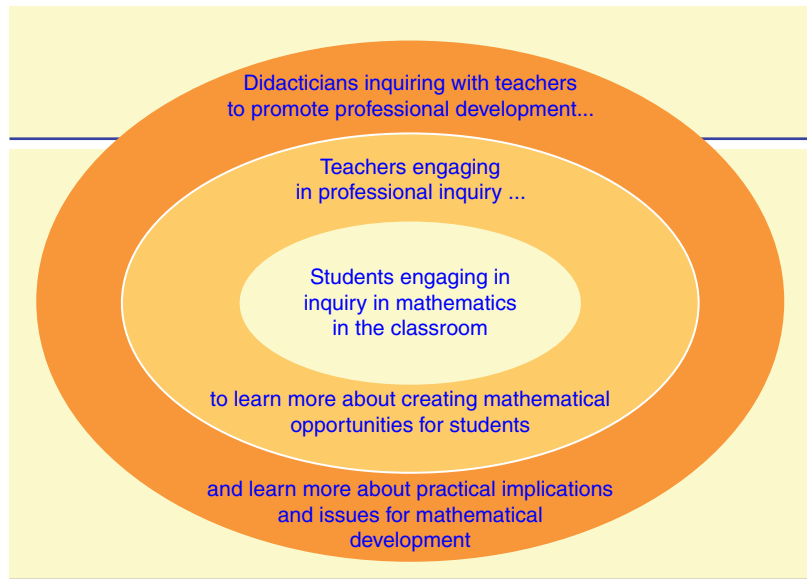 Didacticians inquiring with teachers
to promote professional development...
Teachers engaging
in professional inquiry ...
Students engaging in
inquiry in mathematics
in the classroom
to learn more about creating mathematical
opportunities for students
and learn more about practical implications
and issues for mathematical
development